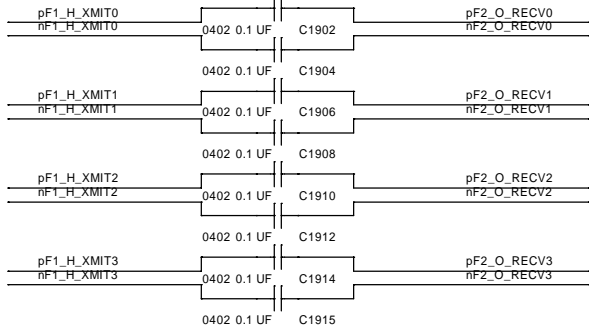 pF1_H_XMIT0 pF2_O_RECV0
nF1_H_XMIT0 0402 0.1 UF C1902 nF2_O_RECV0
0402 0.1 UF C1904
pF1_H_XMIT1 pF2_O_RECV1
nF1_H_XMIT1 0402 0.1 UF C1906 nF2_O_RECV1
0402 0.1 UF C1908
pF1_H_XMIT2 pF2_O_RECV2
nF1_H_XMIT2 0402 0.1 UF C1910 nF2_O_RECV2
0402 0.1 UF C1912
pF1_H_XMIT3 pF2_O_RECV3
nF1_H_XMIT3 0402 0.1 UF C1914 nF2_O_RECV3
0402 0.1 UF C1915